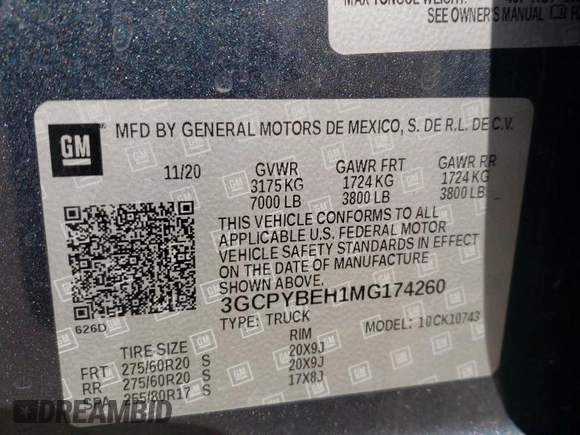 MAX TONGUE WEIGHT:
SEE OWNER'S MANUAL
GM
MFD BY GENERAL MOTORS DE MEXICO, S. DE R.L. DE C.V.
11/20 GVWR GAWR FRT GAWR RR
3175 KG 1724 KG 1724 KG
7000 LB 3800 LB 3800 LB
THIS VEHICLE CONFORMS TO ALL
APPLICABLE U.S. FEDERAL MOTOR
VEHICLE SAFETY STANDARDS IN EFFECT
ON THE DATE OF MANUFACTURE
SHOWN ABOVE.
3GCPYBEH1MG174260
626D TYPE: TRUCK MODEL: 10CK10743
TIRE SIZE RIM
FRT 275/60R20 S 20X9J
RR 275/60R20 S 20X9J
SPA 255/80R17 S 17X8J
DREAMBID